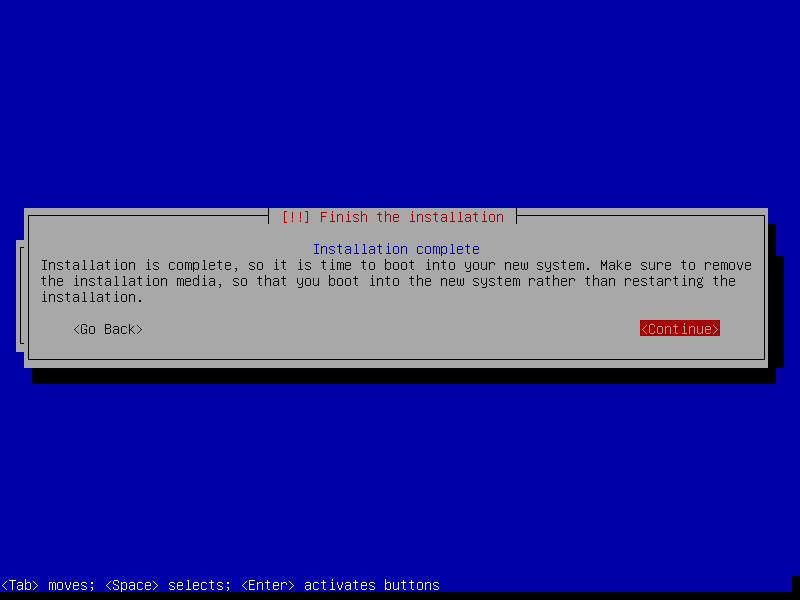 [!!] Finish the installation
Installation complete
Installation is complete, so it is time to boot into your new system. Make sure to remove
the installation media, so that you boot into the new system rather than restarting the
installation.
<Go Back> <Continue>
<Tab> moves; <Space> selects; <Enter> activates buttons